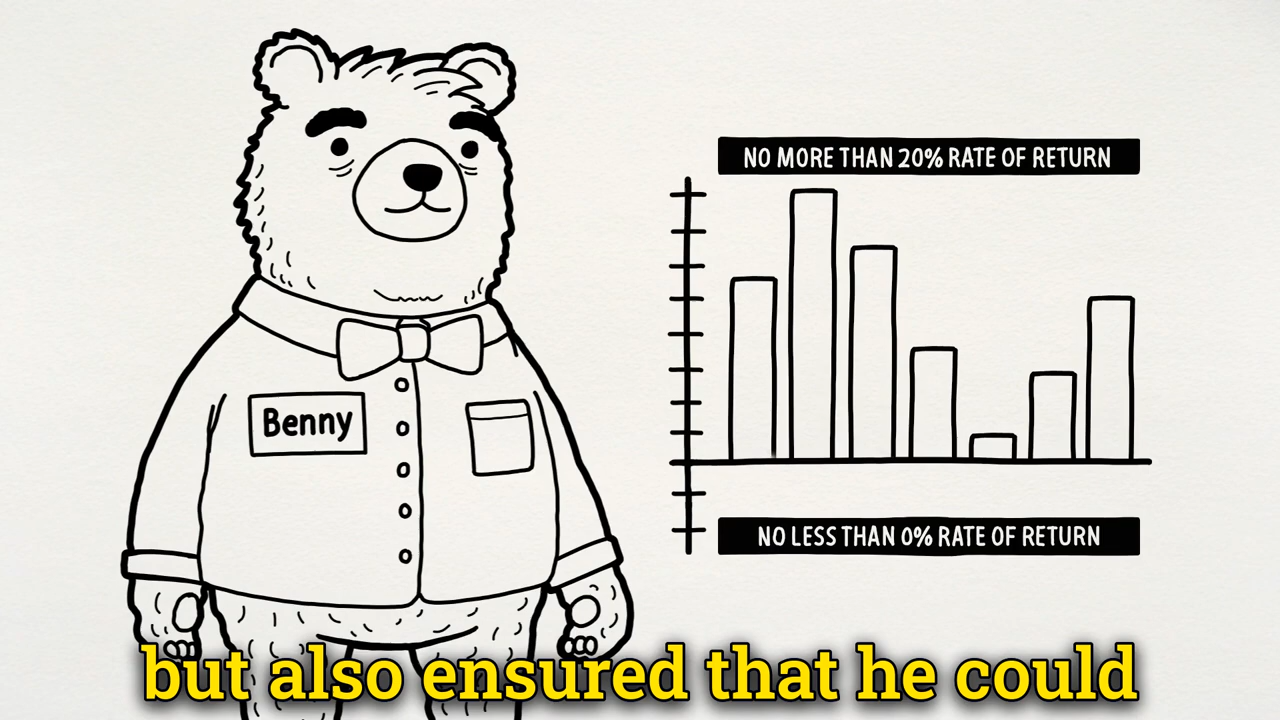 NO MORE THAN 20% RATE OF RETURN
Benny
NO LESS THAN 0% RATE OF RETURN
but also ensured that he could